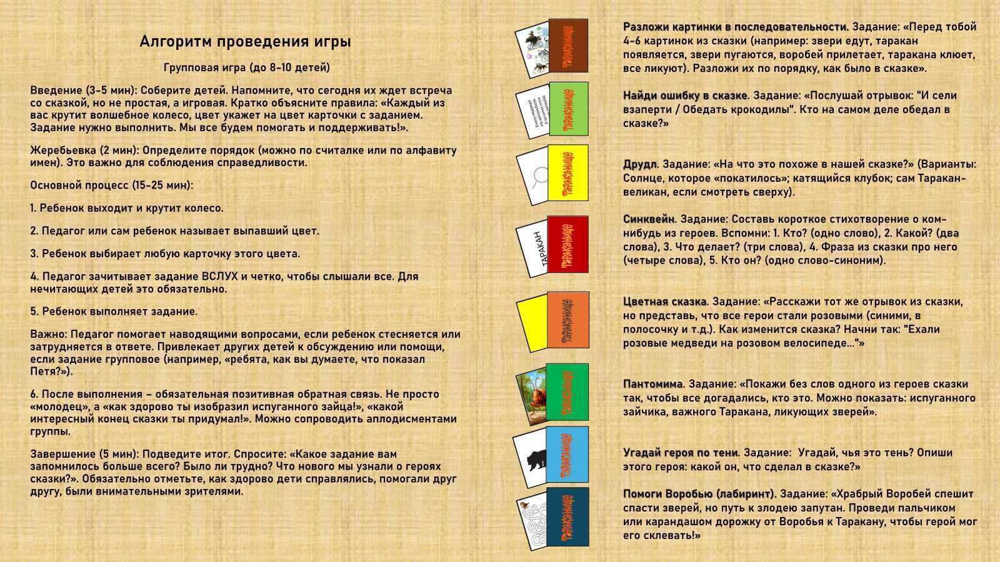 Алгоритм проведения игры
Групповая игра (до 8-10 детей)
Введение (3-5 мин): Соберите детей. Напомните, что сегодня их ждет встреча
со сказкой, но не простая, а игровая. Кратко объясните правила: «Каждый из
вас крутит волшебное колесо, цвет укажет на цвет карточки с заданием.
Задание нужно выполнить. Мы все будем помогать и поддерживать!».
Жеребьевка (2 мин): Определите порядок (можно по считалке или по алфавиту
имен). Это важно для соблюдения справедливости.
Основной процесс (15-25 мин):
1. Ребенок выходит и крутит колесо.
2. Педагог или сам ребенок называет выпавший цвет.
3. Ребенок выбирает любую карточку этого цвета.
4. Педагог зачитывает задание ВСЛУХ и четко, чтобы слышали все. Для
нечитающих детей это обязательно.
5. Ребенок выполняет задание.
Важно: Педагог помогает наводящими вопросами, если ребенок стесняется или
затрудняется в ответе. Привлекает других детей к обсуждению или помощи,
если задание групповое (например, «ребята, как вы думаете, что показал
Петя?»).
6. После выполнения – обязательная позитивная обратная связь. Не просто
«молодец», а «как здорово ты изобразил испуганного зайца!», «какой
интересный конец сказки ты придумал!». Можно сопроводить аплодисментами
группы.
Завершение (5 мин): Подведите итог. Спросите: «Какое задание вам
запомнилось больше всего? Было ли трудно? Что нового мы узнали о героях
сказки?». Обязательно отметьте, как здорово дети справлялись, помогали друг
другу, были внимательными зрителями.
Тараканище
Тараканище
Тараканище
ТАРАКАН
Тараканище
Тараканище
Тараканище
Тараканище
Тараканище
Разложи картинки в последовательности. Задание: «Перед тобой
4-6 картинок из сказки (например: звери едут, таракан
появляется, звери пугаются, воробей прилетает, таракана клюет,
все ликуют). Разложи их по порядку, как было в сказке».
Найди ошибку в сказке. Задание: «Послушай отрывок: "И сели
взаперти / Обедать крокодилы". Кто на самом деле обедал в
сказке?»
Друдл. Задание: «На что это похоже в нашей сказке?» (Варианты:
Солнце, которое «покатилось»; катящийся клубок; сам Таракан-
великан, если смотреть сверху).
Синквейн. Задание: Составь короткое стихотворение о ком-
нибудь из героев. Вспомни: 1. Кто? (одно слово), 2. Какой? (два
слова), 3. Что делает? (три слова), 4. Фраза из сказки про него
(четыре слова), 5. Кто он? (одно слово-синоним).
Цветная сказка. Задание: «Расскажи тот же отрывок из сказки,
но представь, что все герои стали розовыми (синими, в
полосочку и т.д.). Как изменится сказка? Начни так: "Ехали
розовые медведи на розовом велосипеде..."»
Пантомима. Задание: «Покажи без слов одного из героев сказки
так, чтобы все догадались, кто это. Можно показать: испуганного
зайчика, важного Таракана, ликующих зверей».
Угадай героя по тени. Задание: Угадай, чья это тень? Опиши
этого героя: какой он, что сделал в сказке?»
Помоги Воробью (лабиринт). Задание: «Храбрый Воробей спешит
спасти зверей, но путь к злодею запутан. Проведи пальчиком
или карандашом дорожку от Воробья к Таракану, чтобы герой мог
его склевать!»